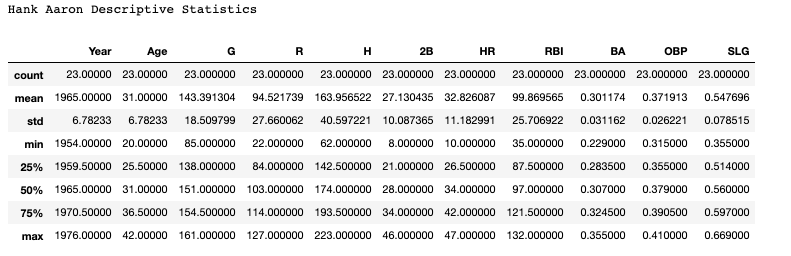 Hank Aaron Descriptive Statistics
Year Age G R H 2B HR RBI BA OBP SLG
count 23.00000 23.00000 23.000000 23.000000 23.000000 23.000000 23.000000 23.000000 23.000000 23.000000 23.000000
mean 1965.00000 31.00000 143.391304 94.521739 163.956522 27.130435 32.826087 99.869565 0.301174 0.371913 0.547696
std 6.78233 6.78233 18.509799 27.660062 40.597221 10.087365 11.182991 25.706922 0.031162 0.026221 0.078515
min 1954.00000 20.00000 85.000000 22.000000 62.000000 8.000000 10.000000 35.000000 0.229000 0.315000 0.355000
25% 1959.50000 25.50000 138.000000 84.000000 142.500000 21.000000 26.500000 87.500000 0.283500 0.355000 0.514000
50% 1965.00000 31.00000 151.000000 103.000000 174.000000 28.000000 34.000000 97.000000 0.307000 0.379000 0.560000
75% 1970.50000 36.50000 154.500000 114.000000 193.500000 34.000000 42.000000 121.500000 0.324500 0.390500 0.597000
max 1976.00000 42.00000 161.000000 127.000000 223.000000 46.000000 47.000000 132.000000 0.355000 0.410000 0.669000